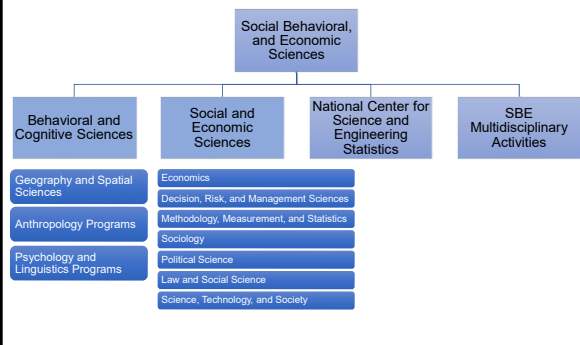 Social Behavioral,
and Economic
Sciences
Behavioral and
Cognitive Sciences
Social and
Economic
Sciences
National Center for
Science and
Engineering
Statistics
SBE
Multidisciplinary
Activities
Geography and Spatial
Sciences
Anthropology Programs
Psychology and
Linguistics Programs
Economics
Decision, Risk, and Management Sciences
Methodology, Measurement, and Statistics
Sociology
Political Science
Law and Social Science
Science, Technology, and Society